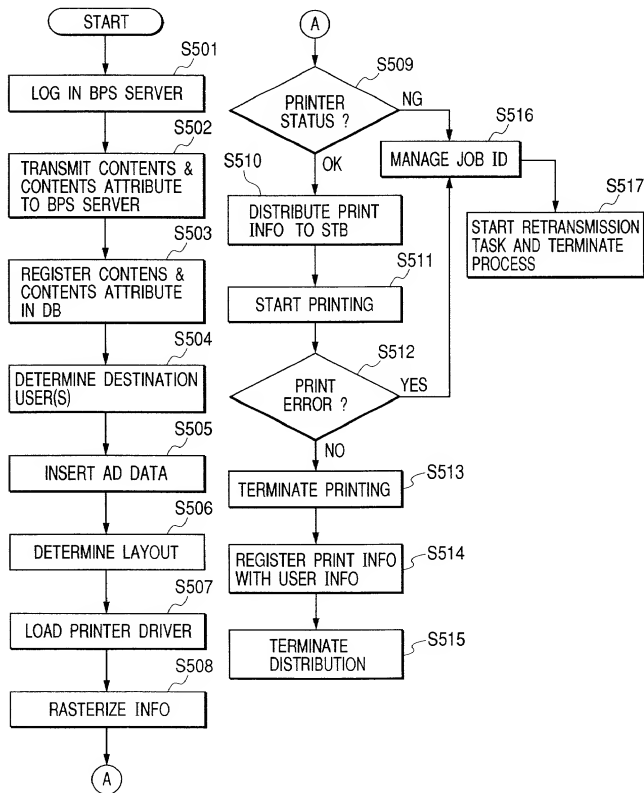 START
S501
LOG IN BPS SERVER
S502
TRANSMIT CONTENTS &
CONTENTS ATTRIBUTE
TO BPS SERVER
S503
REGISTER CONTENS &
CONTENTS ATTRIBUTE
IN DB
S504
DETERMINE DESTINATION
USER(S)
S505
INSERT AD DATA
S506
DETERMINE LAYOUT
S507
LOAD PRINTER DRIVER
S508
RASTERIZE INFO
A
A
S509
PRINTER
STATUS ?
NG
OK
S510
DISTRIBUTE PRINT
INFO TO STB
S511
START PRINTING
S512
PRINT
ERROR ?
YES
NO
S513
TERMINATE PRINTING
S514
REGISTER PRINT INFO
WITH USER INFO
S515
TERMINATE
DISTRIBUTION
S516
MANAGE JOB ID
S517
START RETRANSMISSION
TASK AND TERMINATE
PROCESS